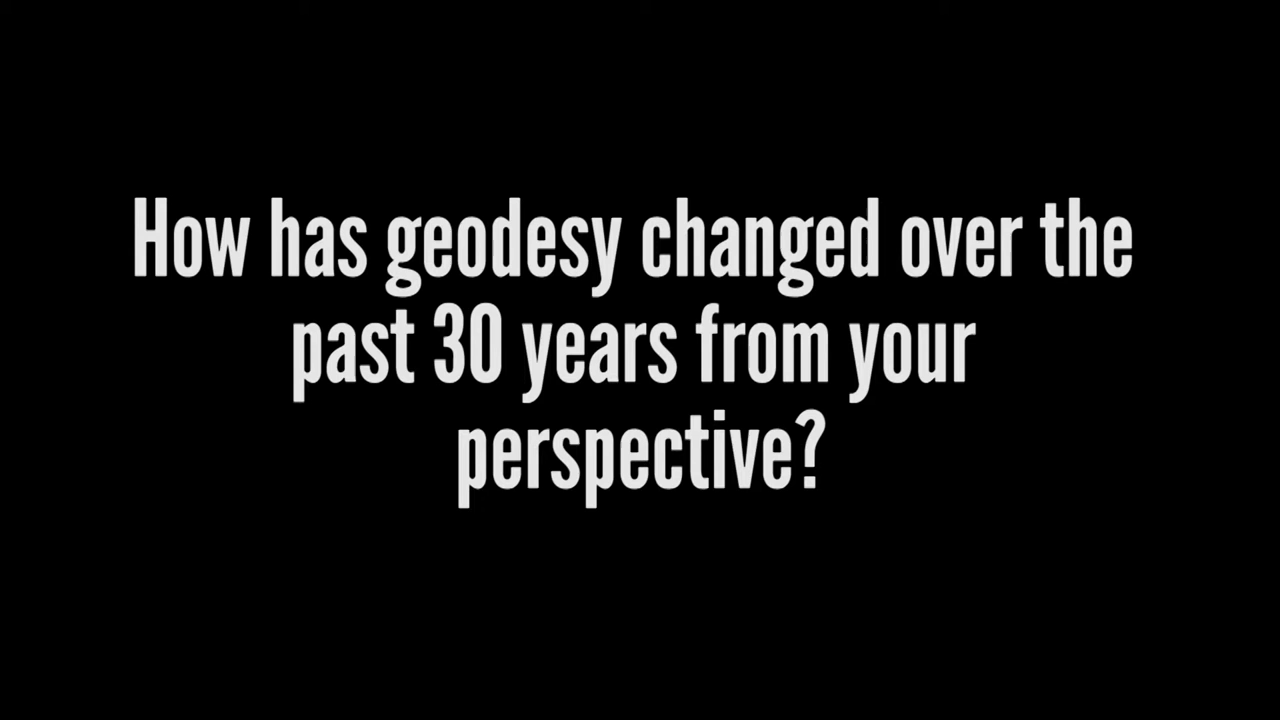 How has geodesy changed over the
past 30 years from your
perspective?